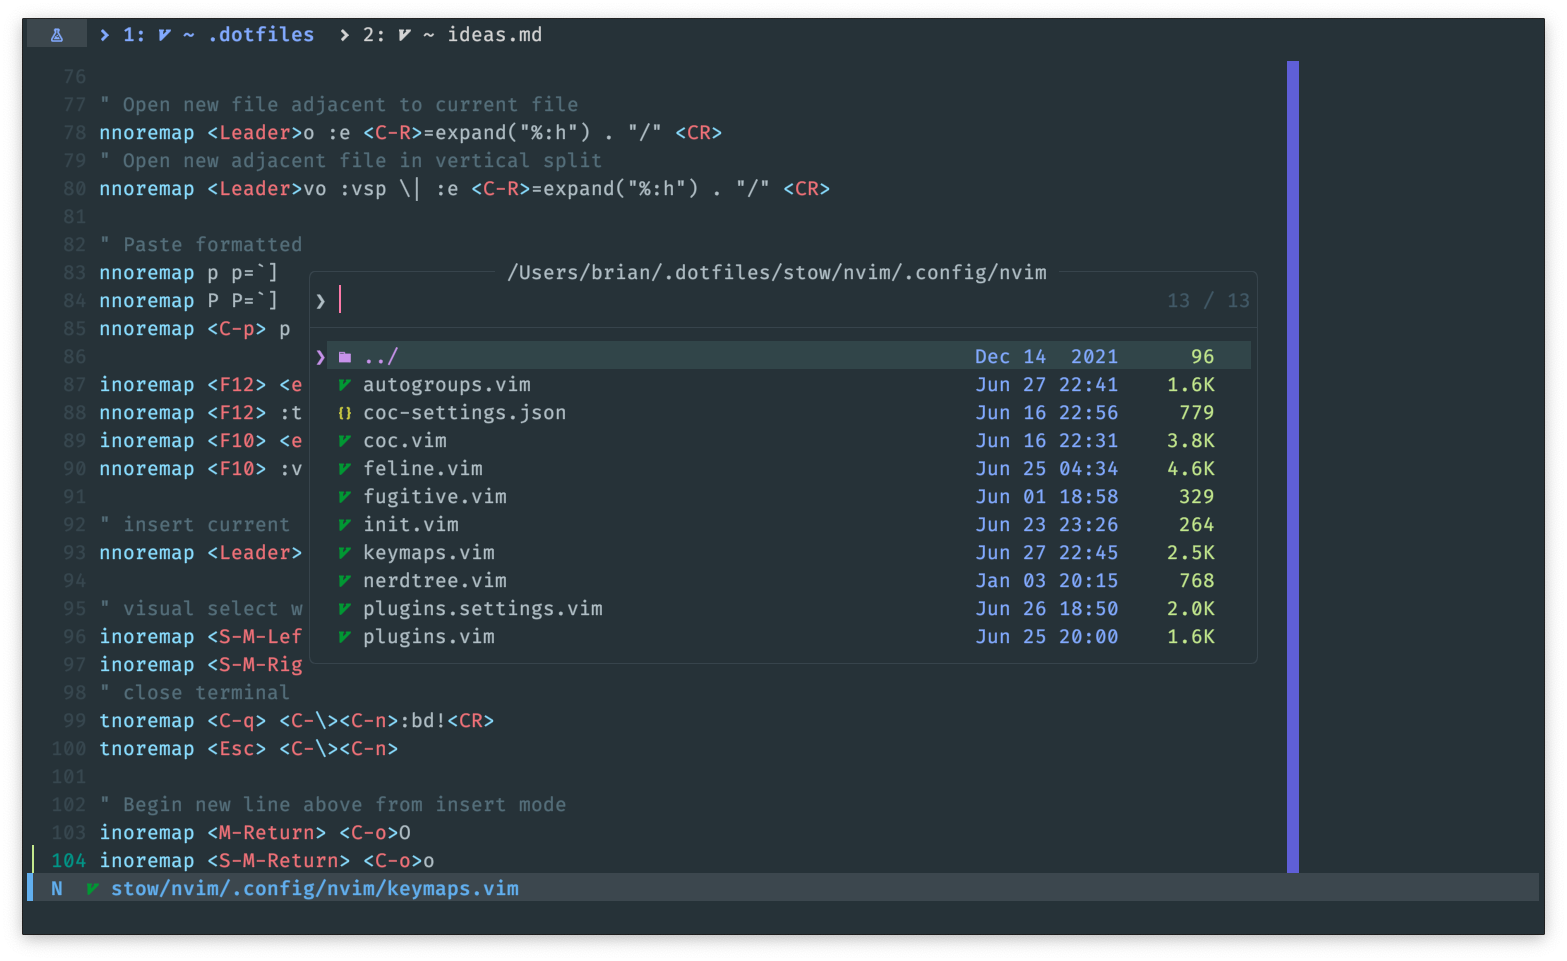 1: ~ .dotfiles 2: ~ ideas.md
76
77 " Open new file adjacent to current file
78 nnoremap <Leader>o :e <C-R>=expand("%:h") . "/" <CR>
79 " Open new adjacent file in vertical split
80 nnoremap <Leader>vo :vsp \| :e <C-R>=expand("%:h") . "/" <CR>
81
82 " Paste formatted
83 nnoremap p p=`]
84 nnoremap P P=`]
85 nnoremap <C-p> p
86
87 inoremap <F12> <e
88 nnoremap <F12> :t
89 inoremap <F10> <e
90 nnoremap <F10> :v
91
92 " insert current
93 nnoremap <Leader>
94
95 " visual select w
96 inoremap <S-M-Lef
97 inoremap <S-M-Rig
98 " close terminal
99 tnoremap <C-q> <C-\><C-n>:bd!<CR>
100 tnoremap <Esc> <C-\><C-n>
101
102 " Begin new line above from insert mode
103 inoremap <M-Return> <C-o>O
104 inoremap <S-M-Return> <C-o>o
/Users/brian/.dotfiles/stow/nvim/.config/nvim
❯ 13 / 13
❯ ../ Dec 14 2021 96
autogroups.vim Jun 27 22:41 1.6K
{} coc-settings.json Jun 16 22:56 779
coc.vim Jun 16 22:31 3.8K
feline.vim Jun 25 04:34 4.6K
fugitive.vim Jun 01 18:58 329
init.vim Jun 23 23:26 264
keymaps.vim Jun 27 22:45 2.5K
nerdtree.vim Jan 03 20:15 768
plugins.settings.vim Jun 26 18:50 2.0K
plugins.vim Jun 25 20:00 1.6K
N stow/nvim/.config/nvim/keymaps.vim